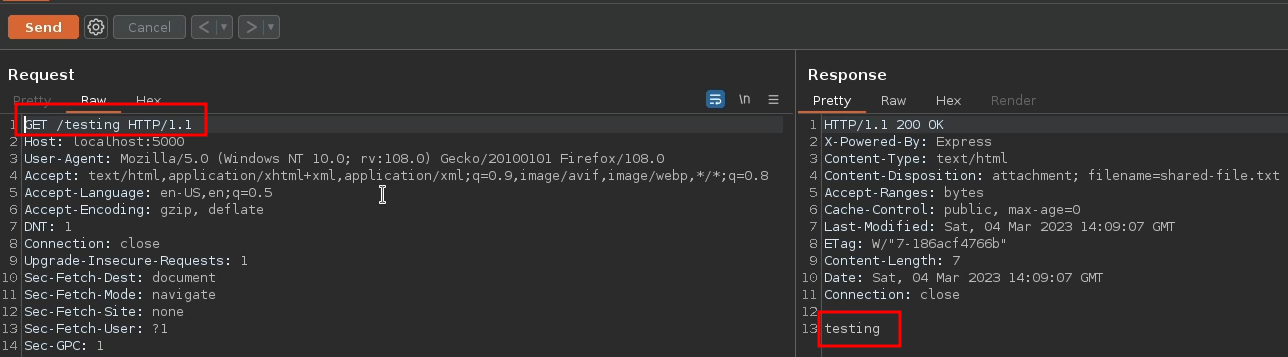 Send Cancel < >
Request
Pretty Raw Hex \n
1 GET /testing HTTP/1.1
2 Host: localhost:5000
3 User-Agent: Mozilla/5.0 (Windows NT 10.0; rv:108.0) Gecko/20100101 Firefox/108.0
4 Accept: text/html,application/xhtml+xml,application/xml;q=0.9,image/avif,image/webp,*/*;q=0.8
5 Accept-Language: en-US,en;q=0.5
6 Accept-Encoding: gzip, deflate
7 DNT: 1
8 Connection: close
9 Upgrade-Insecure-Requests: 1
10 Sec-Fetch-Dest: document
11 Sec-Fetch-Mode: navigate
12 Sec-Fetch-Site: none
13 Sec-Fetch-User: ?1
14 Sec-GPC: 1
Response
Pretty Raw Hex Render
1 HTTP/1.1 200 OK
2 X-Powered-By: Express
3 Content-Type: text/html
4 Content-Disposition: attachment; filename=shared-file.txt
5 Accept-Ranges: bytes
6 Cache-Control: public, max-age=0
7 Last-Modified: Sat, 04 Mar 2023 14:09:07 GMT
8 ETag: W/"7-186acf4766b"
9 Content-Length: 7
10 Date: Sat, 04 Mar 2023 14:09:07 GMT
11 Connection: close
12
13 testing